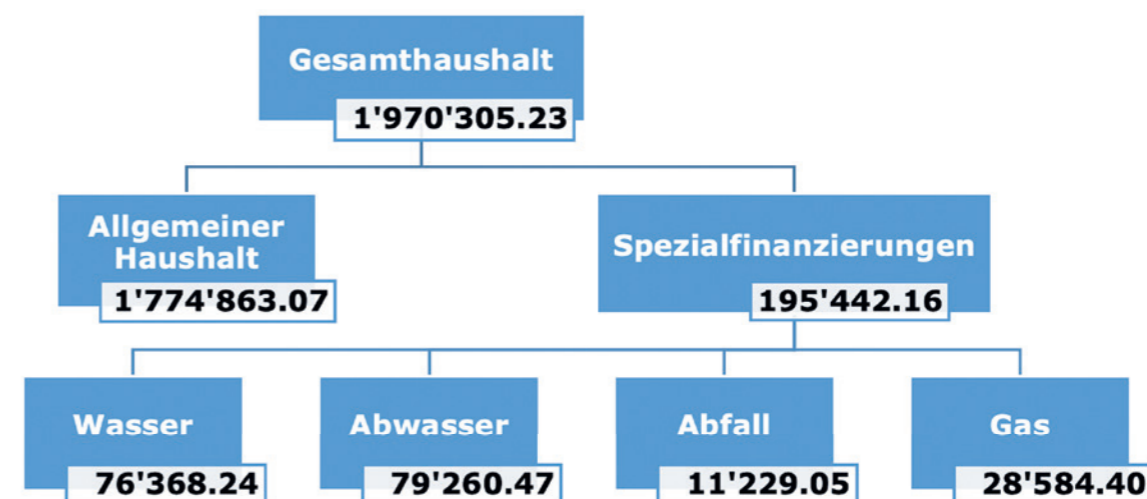 Gesamthaushalt
1'970'305.23
Allgemeiner
Haushalt
1'774'863.07
Spezialfinanzierungen
195'442.16
Wasser
76'368.24
Abwasser
79'260.47
Abfall
11'229.05
Gas
28'584.40